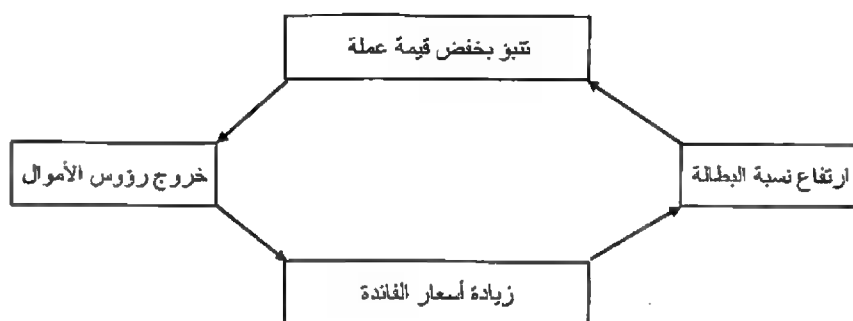 تنبؤ بخفض قيمة عملة
ارتفاع نسبة البطالة
خروج رؤوس الأموال
زيادة أسعار الفائدة